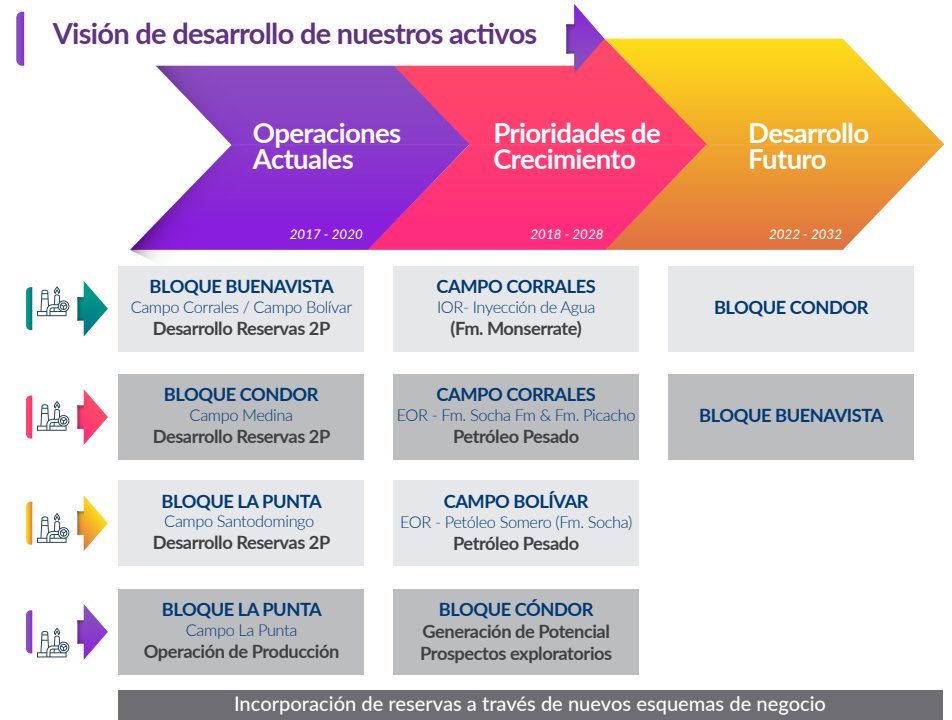 Visión de desarrollo de nuestros activos
Operaciones
Actuales
2017 - 2020
Prioridades de
Crecimiento
2018 - 2028
Desarrollo
Futuro
2022 - 2032
BLOQUE BUENAVISTA
Campo Corrales / Campo Bolívar
Desarrollo Reservas 2P
CAMPO CORRALES
IOR- Inyección de Agua
(Fm. Monserrate)
BLOQUE CONDOR
BLOQUE CONDOR
Campo Medina
Desarrollo Reservas 2P
CAMPO CORRALES
EOR - Fm. Socha Fm & Fm. Picacho
Petróleo Pesado
BLOQUE BUENAVISTA
BLOQUE LA PUNTA
Campo Santodomingo
Desarrollo Reservas 2P
CAMPO BOLÍVAR
EOR - Petóleo Somero (Fm. Socha)
Petróleo Pesado
BLOQUE LA PUNTA
Campo La Punta
Operación de Producción
BLOQUE CÓNDOR
Generación de Potencial
Prospectos exploratorios
Incorporación de reservas a través de nuevos esquemas de negocio